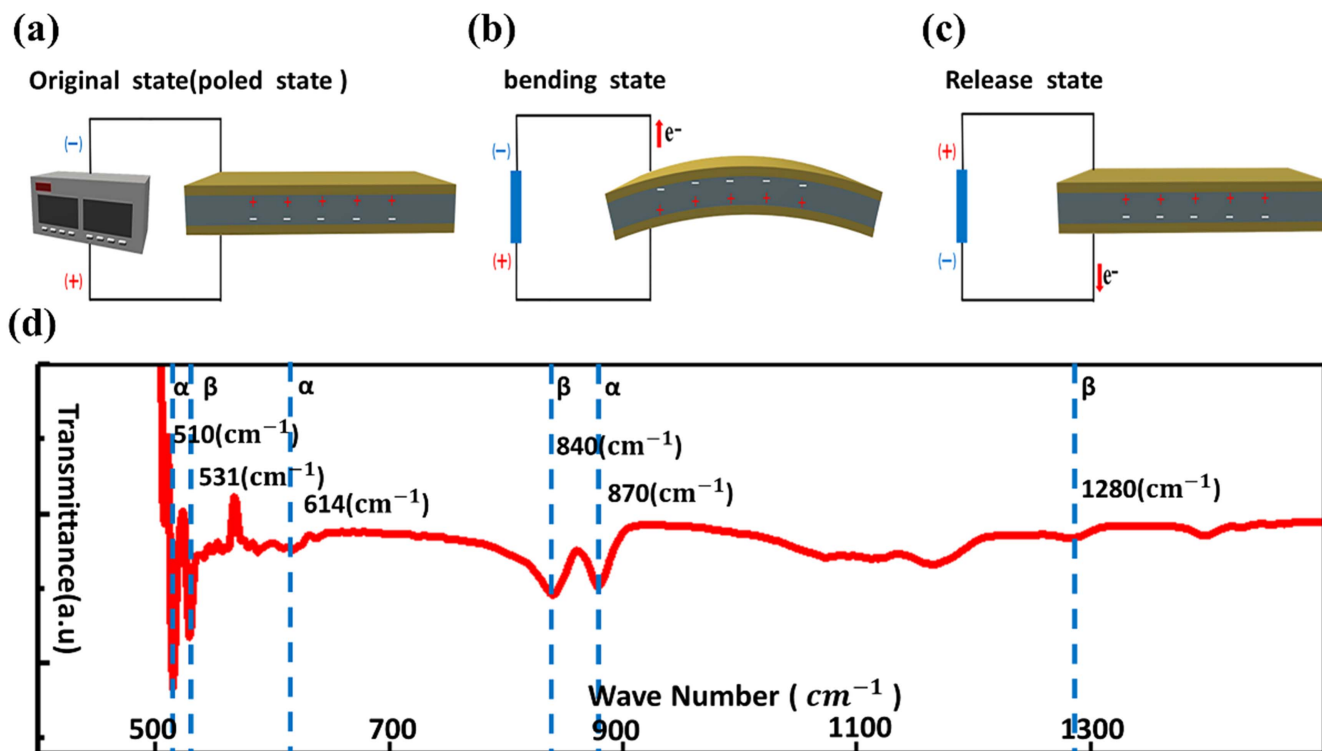 (a)
Original state(poled state )
(−)
(+)
+ + + + +
− − − − −
(b)
bending state
(−)
(+)
e⁻
− − − − −
+ + + + +
(c)
Release state
(+)
(−)
+ + + + +
− − − − −
e⁻
(d)
Transmittance(a.u)
α β α β α β
510(cm⁻¹)
531(cm⁻¹)
614(cm⁻¹)
840(cm⁻¹)
870(cm⁻¹)
1280(cm⁻¹)
Wave Number ( cm⁻¹ )
500 700 900 1100 1300